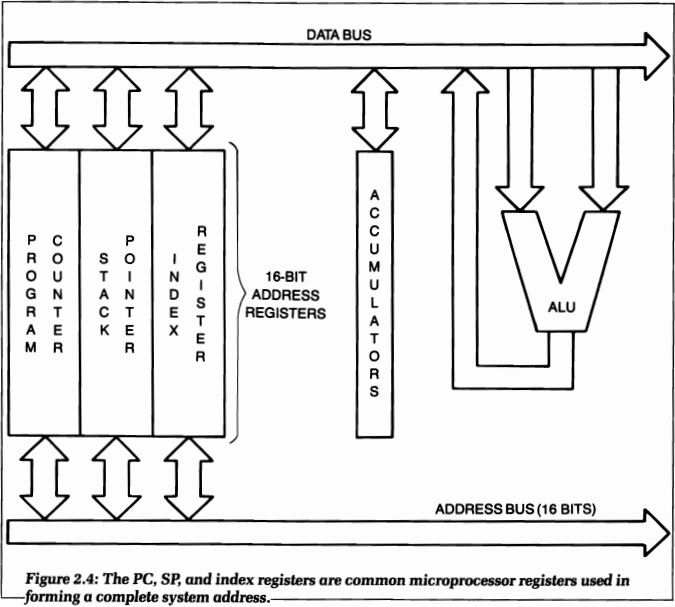 DATA BUS
PROGRAM
COUNTER
STACK
POINTER
INDEX
REGISTER
16-BIT
ADDRESS
REGISTERS
ACCUMULATORS
ALU
ADDRESS BUS (16 BITS)
Figure 2.4: The PC, SP, and index registers are common microprocessor registers used in
forming a complete system address.